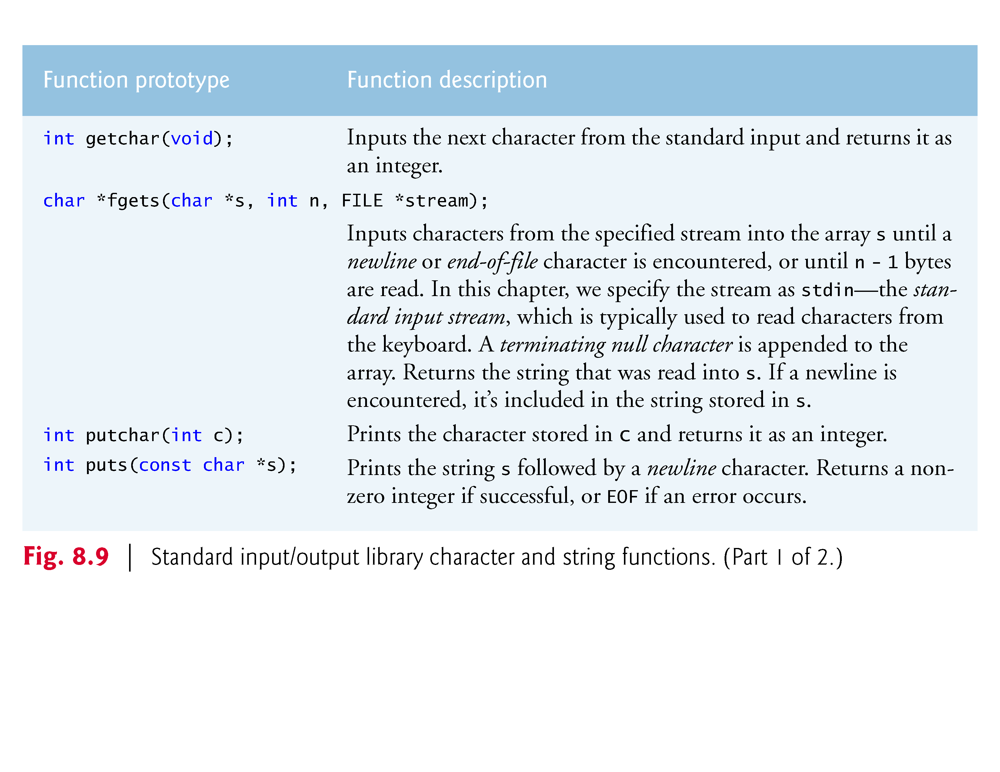 Function prototype    Function description
int getchar(void);    Inputs the next character from the standard input and returns it as
an integer.
char *fgets(char *s, int n, FILE *stream);
Inputs characters from the specified stream into the array s until a
newline or end-of-file character is encountered, or until n - 1 bytes
are read. In this chapter, we specify the stream as stdin—the stan-
dard input stream, which is typically used to read characters from
the keyboard. A terminating null character is appended to the
array. Returns the string that was read into s. If a newline is
encountered, it’s included in the string stored in s.
int putchar(int c);    Prints the character stored in c and returns it as an integer.
int puts(const char *s);    Prints the string s followed by a newline character. Returns a non-
zero integer if successful, or EOF if an error occurs.
Fig. 8.9 | Standard input/output library character and string functions. (Part 1 of 2.)